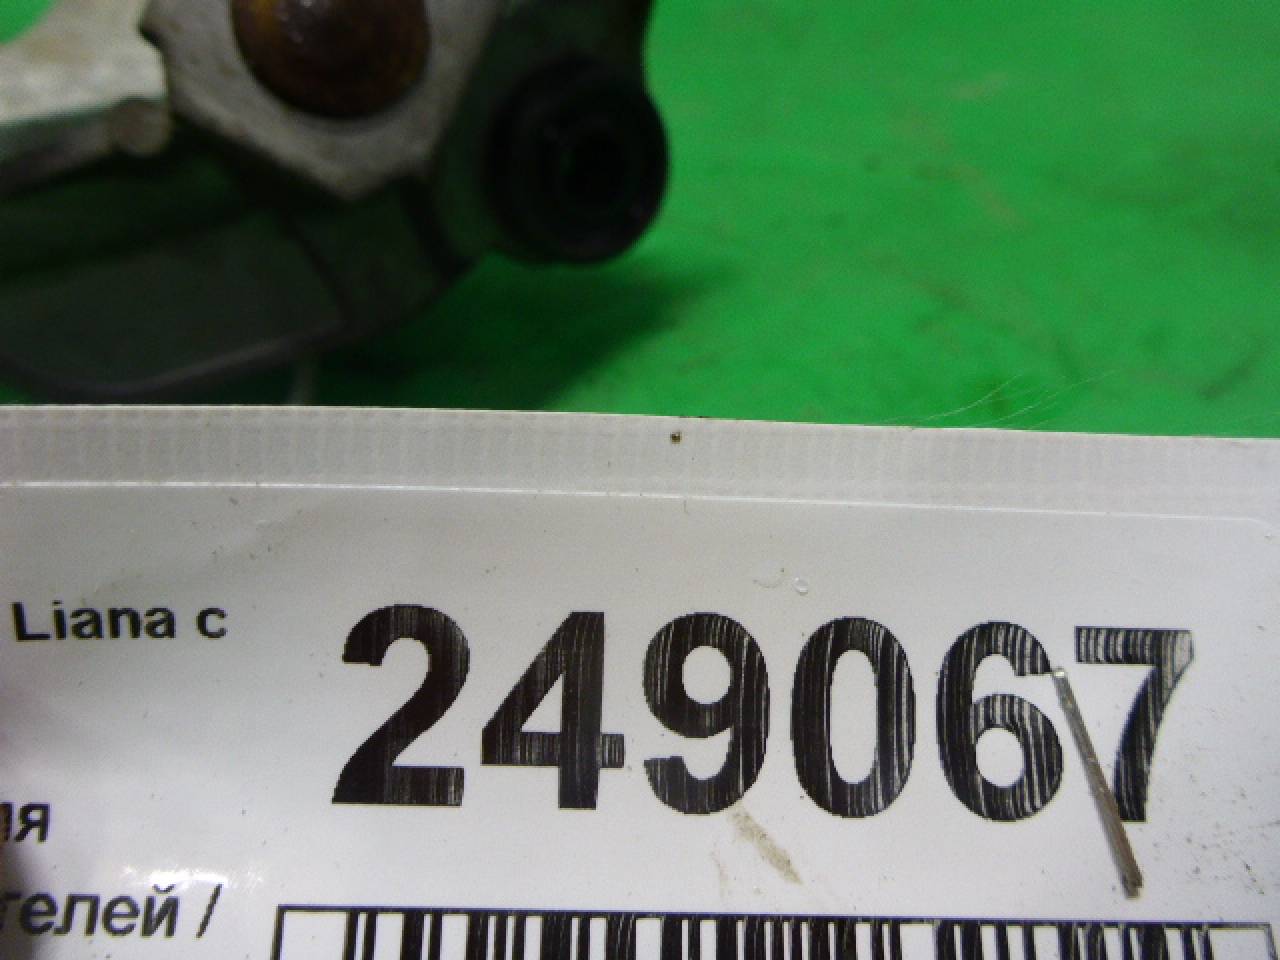 Liana с
249067
ия
телей /